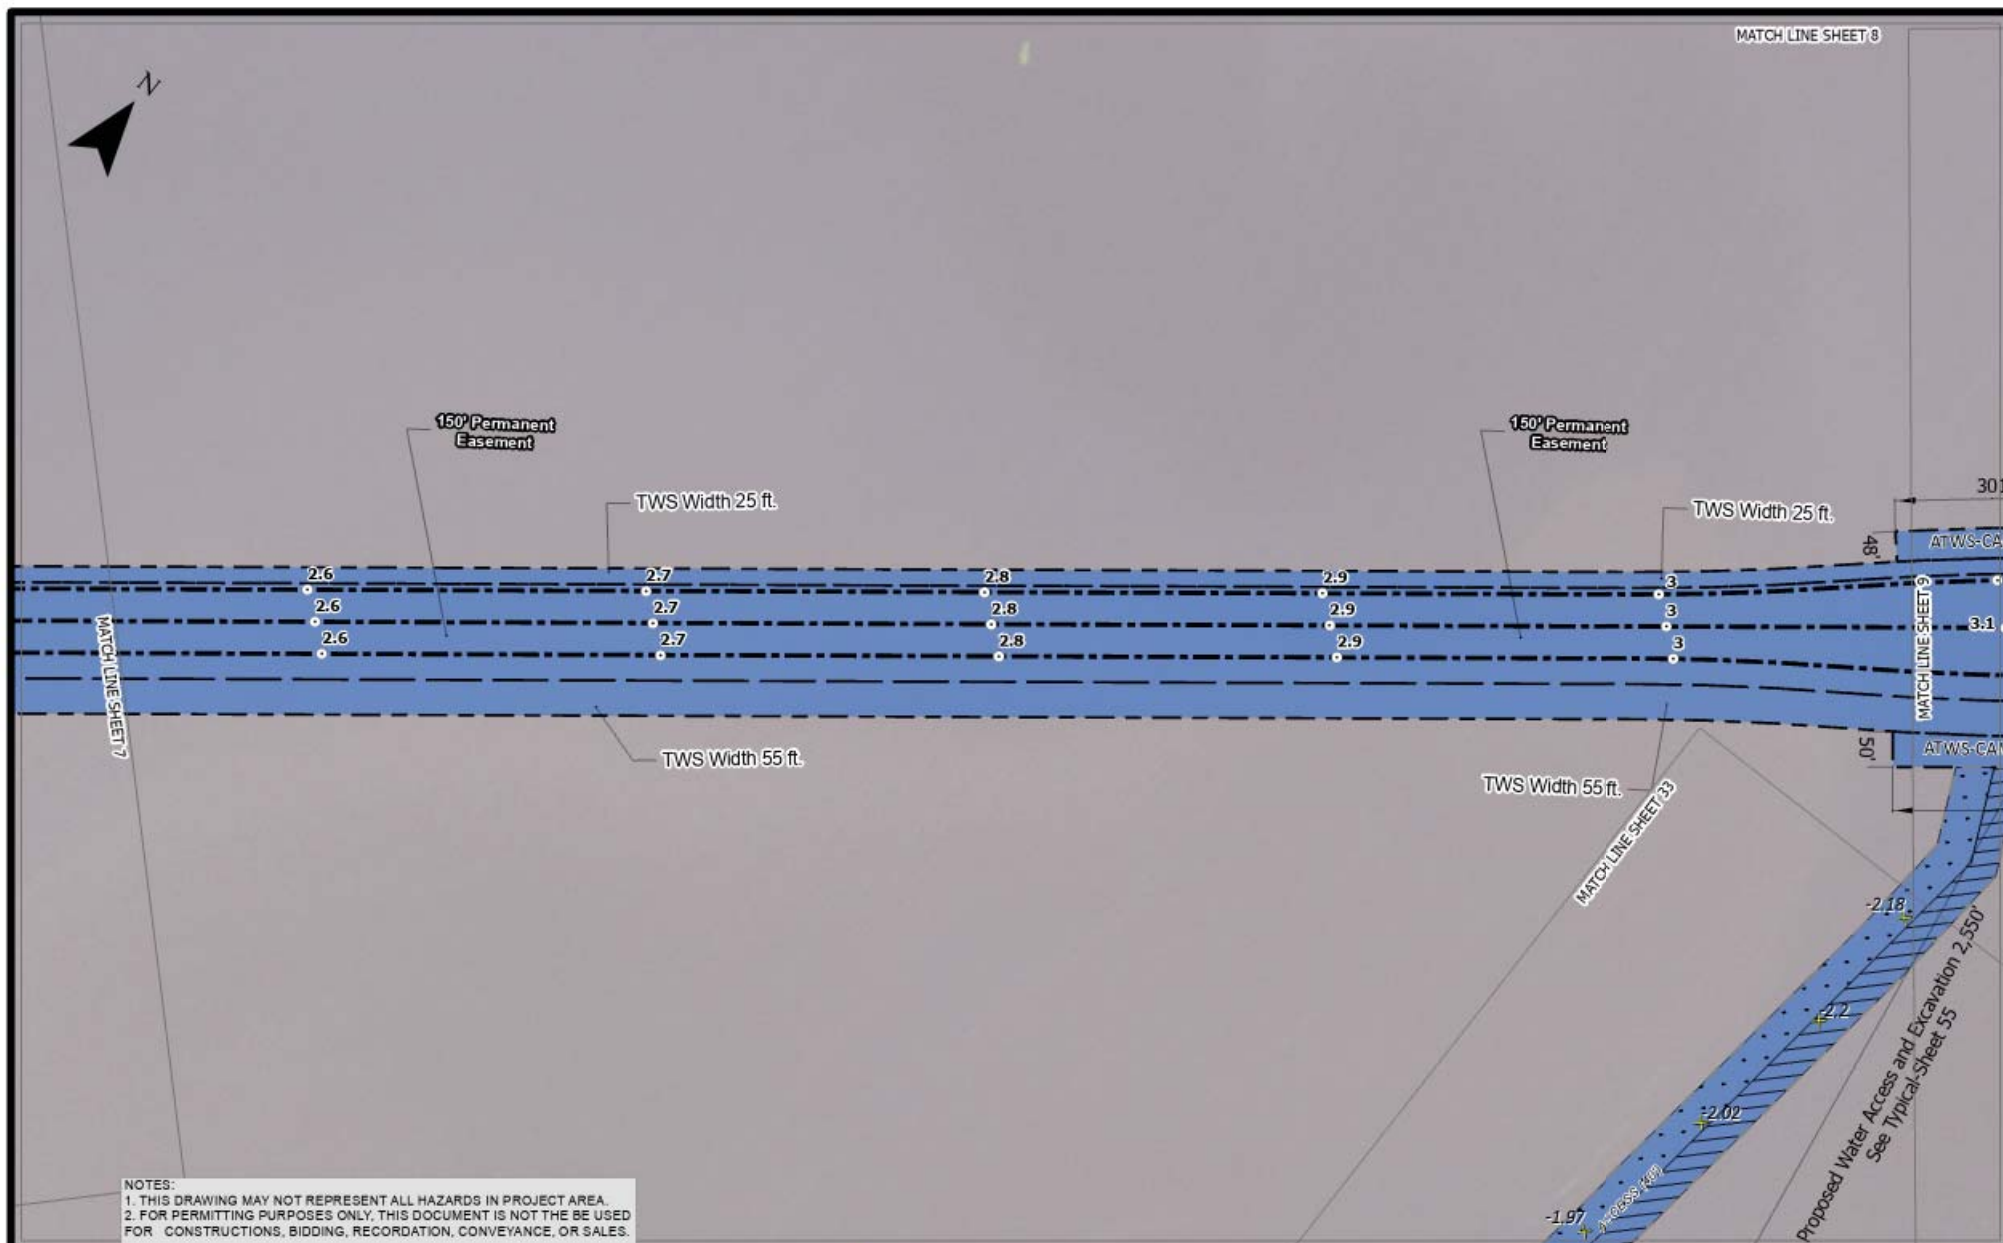 MATCH LINE SHEET 8
N
150' Permanent
Easement
150' Permanent
Easement
TWS Width 25 ft.
TWS Width 25 ft.
301
48'
ATWS-CA
2.6
2.7
2.8
2.9
3
2.6
2.7
2.8
2.9
3
3.1
2.6
2.7
2.8
2.9
3
MATCH LINE SHEET 7
MATCH LINE SHEET 9
TWS Width 55 ft.
TWS Width 55 ft.
50'
ATWS-CA
MATCH LINE SHEET 33
-2.18
-2.2
-2.02
-1.97
Proposed Water Access and Excavation 2,550'
See Typical-Sheet 55
NOTES:
1. THIS DRAWING MAY NOT REPRESENT ALL HAZARDS IN PROJECT AREA.
2. FOR PERMITTING PURPOSES ONLY, THIS DOCUMENT IS NOT THE BE USED
FOR CONSTRUCTIONS, BIDDING, RECORDATION, CONVEYANCE, OR SALES.